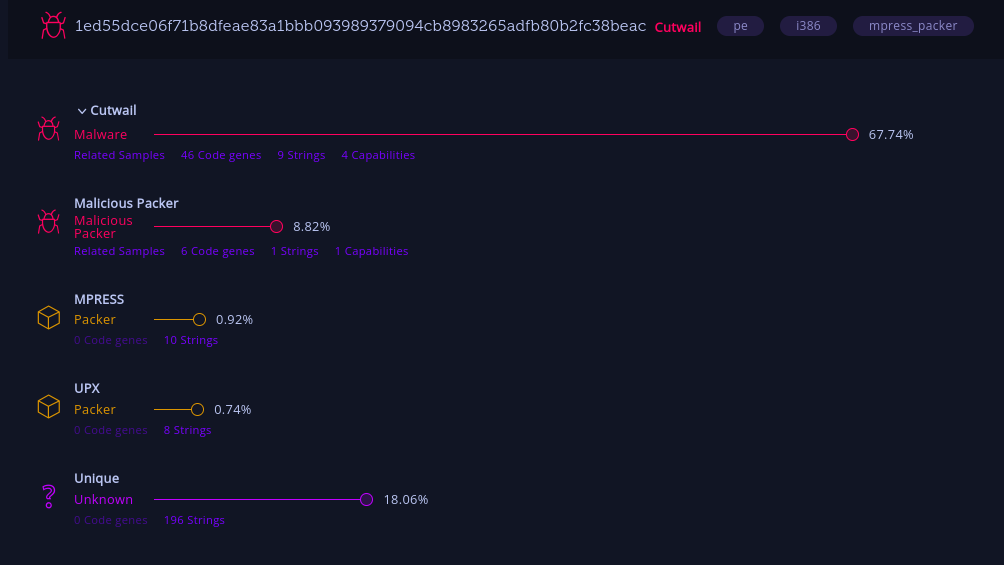 1ed55dce06f71b8dfeae83a1bbb093989379094cb8983265adfb80b2fc38beac Cutwail pe i386 mpress_packer
Cutwail
Malware 67.74%
Related Samples 46 Code genes 9 Strings 4 Capabilities
Malicious Packer
Malicious
Packer 8.82%
Related Samples 6 Code genes 1 Strings 1 Capabilities
MPRESS
Packer 0.92%
0 Code genes 10 Strings
UPX
Packer 0.74%
0 Code genes 8 Strings
Unique
Unknown 18.06%
0 Code genes 196 Strings